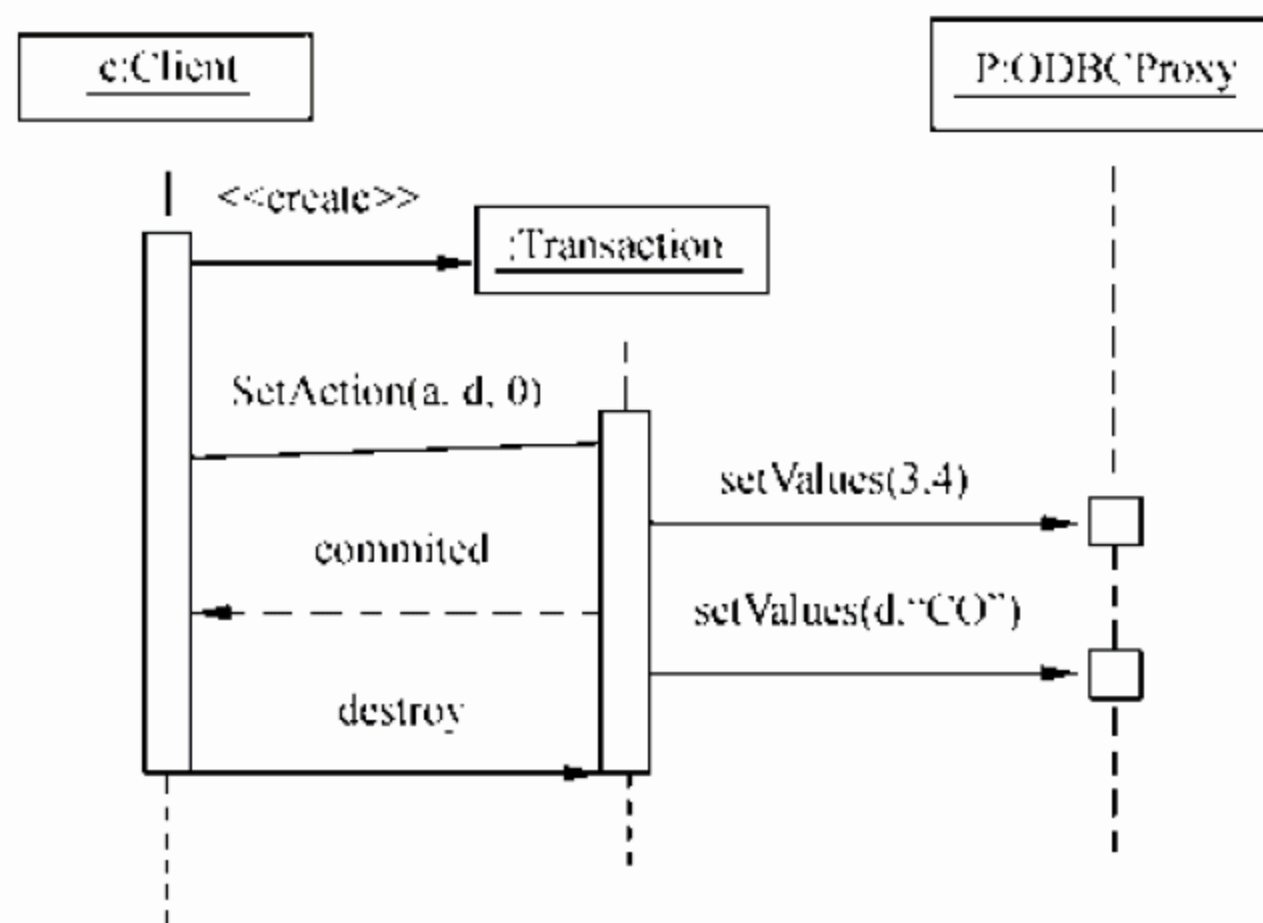 c:Client
P:ODBCProxy
<<create>>
:Transaction
SetAction(a. d, 0)
setValues(3.4)
commited
setValues(d.“CO”)
destroy